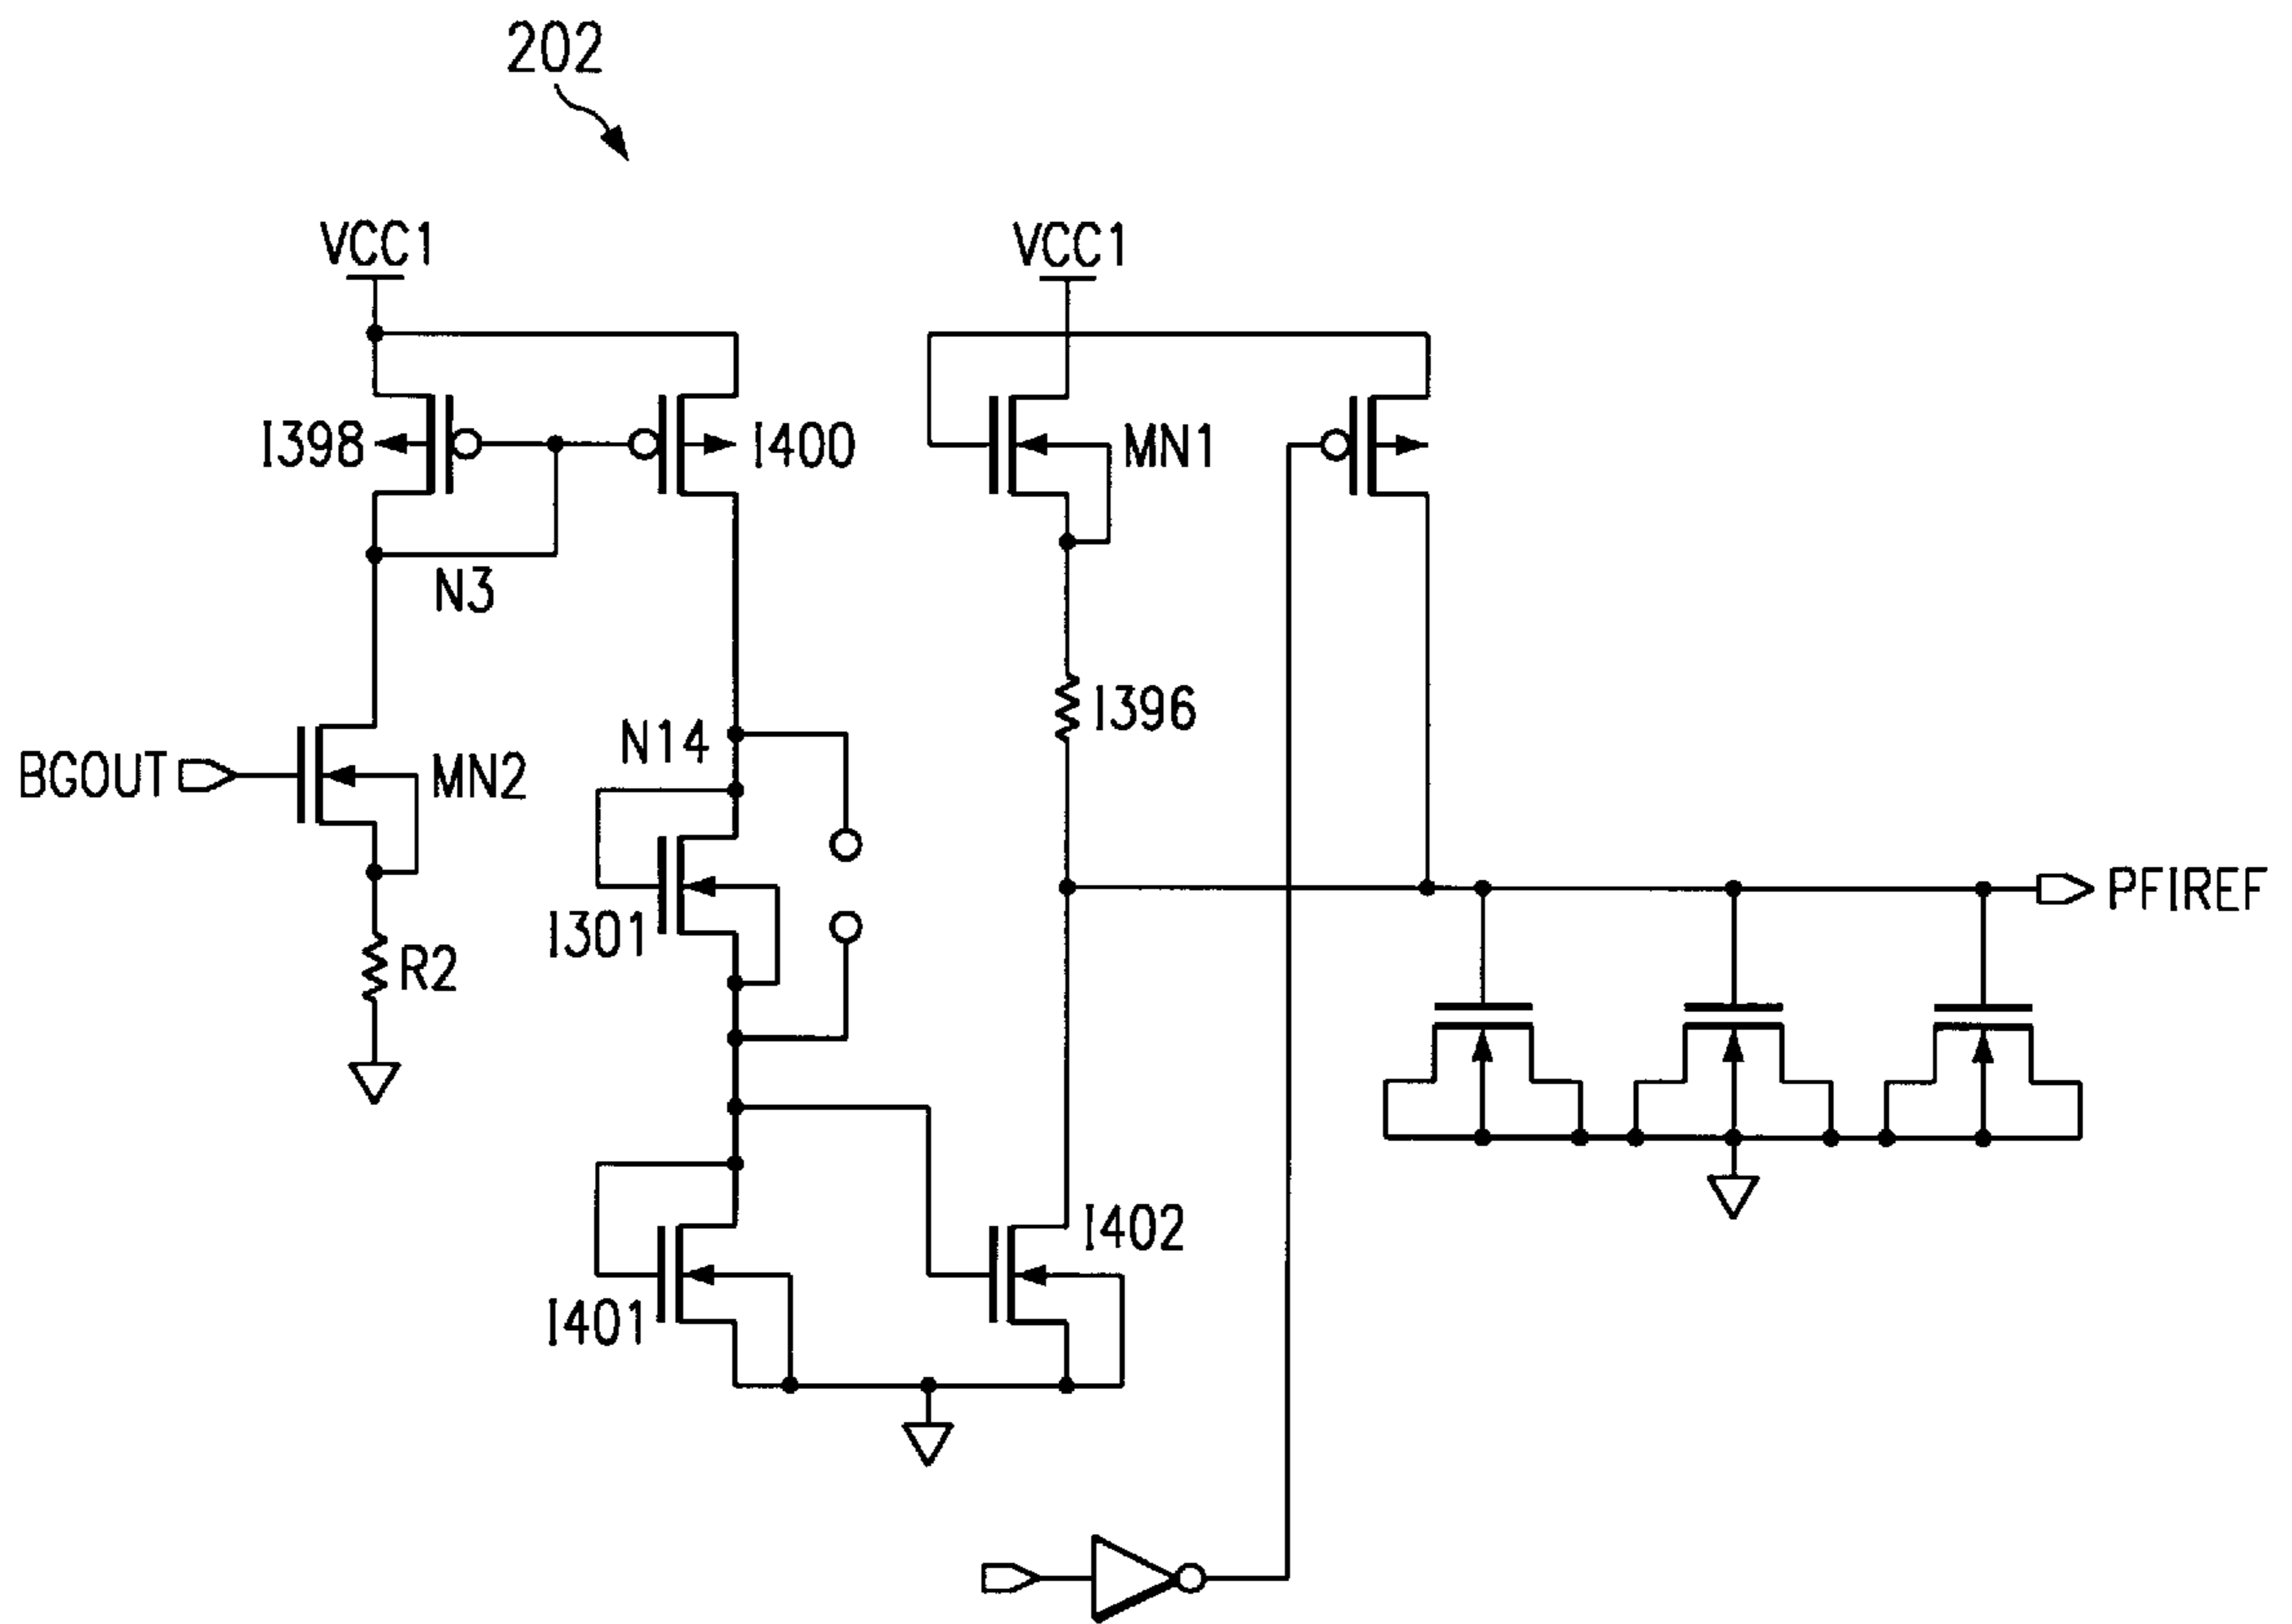 202
VCC1
VCC1
I398
I400
MN1
N3
I396
N14
BGOUT
MN2
PFIREF
I301
R2
I402
I401